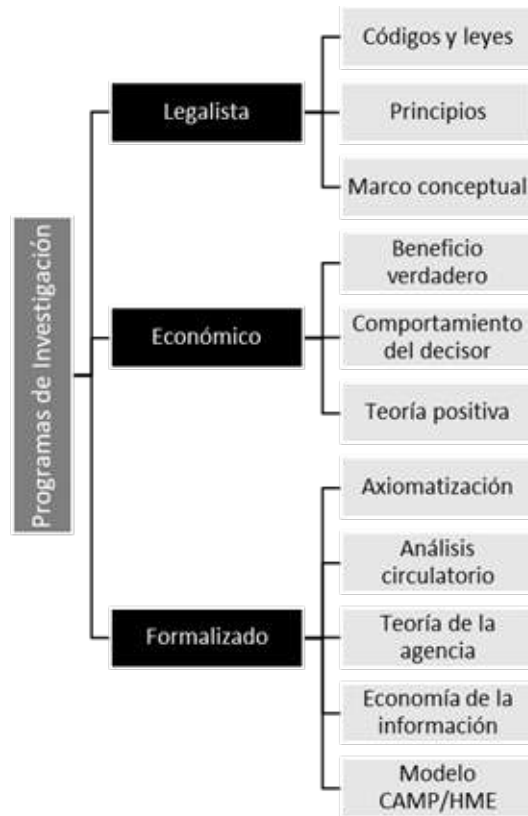 Programas de Investigación
Legalista
Códigos y leyes
Principios
Marco conceptual
Económico
Beneficio
verdadero
Comportamiento
del decisor
Teoría positiva
Formalizado
Axiomatización
Análisis
circulatorio
Teoría de la
agencia
Economía de la
información
Modelo
CAMP/HME